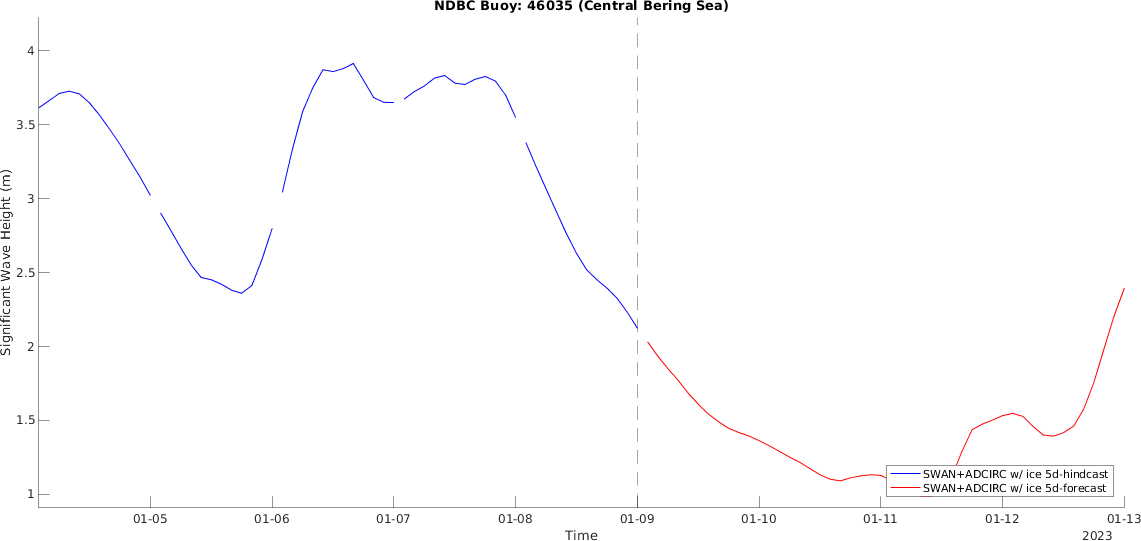 NDBC Buoy: 46035 (Central Bering Sea)
Significant Wave Height (m)
4
3.5
3
2.5
2
1.5
1
SWAN+ADCIRC w/ ice 5d-hindcast
SWAN+ADCIRC w/ ice 5d-forecast
01-05 01-06 01-07 01-08 01-09 01-10 01-11 01-12 01-13
Time
2023